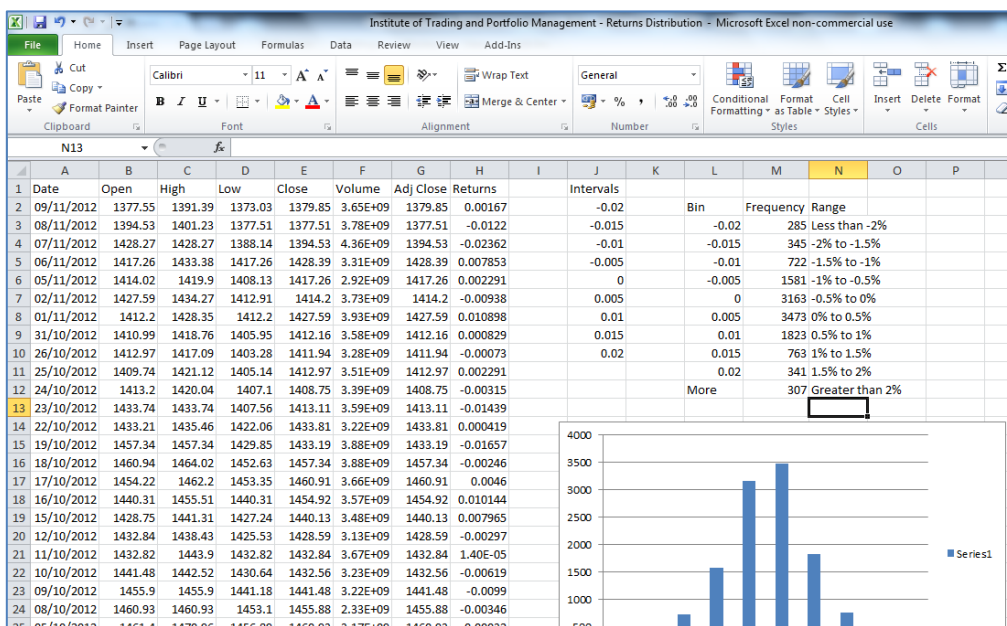 Institute of Trading and Portfolio Management - Returns Distribution - Microsoft Excel non-commercial use
File Home Insert Page Layout Formulas Data Review View Add-Ins
Cut
Copy
Format Painter
Paste
Calibri 11 A A
B I U A
Wrap Text
Merge & Center
General
% , .00 .00
Conditional Formatting
Format as Table
Cell Styles
Insert Delete Format
Clipboard Font Alignment Number Styles Cells
N13 fx
A B C D E F G H I J K L M N O P
1 Date Open High Low Close Volume Adj Close Returns Intervals
2 09/11/2012 1377.55 1391.39 1373.03 1379.85 3.65E+09 1379.85 0.00167 -0.02 Bin Frequency Range
3 08/11/2012 1394.53 1401.23 1377.51 1377.51 3.78E+09 1377.51 -0.0122 -0.015 -0.02 285 Less than -2%
4 07/11/2012 1428.27 1428.27 1388.14 1394.53 4.36E+09 1394.53 -0.02362 -0.01 -0.015 345 -2% to -1.5%
5 06/11/2012 1417.26 1433.38 1417.26 1428.39 3.31E+09 1428.39 0.007853 -0.005 -0.01 722 -1.5% to -1%
6 05/11/2012 1414.02 1419.9 1408.13 1417.26 2.92E+09 1417.26 0.002291 0 -0.005 1581 -1% to -0.5%
7 02/11/2012 1427.59 1434.27 1412.91 1414.2 3.73E+09 1414.2 -0.00938 0.005 0 3163 -0.5% to 0%
8 01/11/2012 1412.2 1428.35 1412.2 1427.59 3.93E+09 1427.59 0.010898 0.01 0.005 3473 0% to 0.5%
9 31/10/2012 1410.99 1418.76 1405.95 1412.16 3.58E+09 1412.16 0.000829 0.015 0.01 1823 0.5% to 1%
10 26/10/2012 1412.97 1417.09 1403.28 1411.94 3.28E+09 1411.94 -0.00073 0.02 0.015 763 1% to 1.5%
11 25/10/2012 1409.74 1421.12 1405.14 1412.97 3.51E+09 1412.97 0.002291 0.02 341 1.5% to 2%
12 24/10/2012 1413.2 1420.04 1407.1 1408.75 3.39E+09 1408.75 -0.00315 More 307 Greater than 2%
13 23/10/2012 1433.74 1433.74 1407.56 1413.11 3.59E+09 1413.11 -0.01439
14 22/10/2012 1433.21 1435.46 1422.06 1433.81 3.22E+09 1433.81 0.000419
15 19/10/2012 1457.34 1457.34 1429.85 1433.19 3.88E+09 1433.19 -0.01657
16 18/10/2012 1460.94 1464.02 1452.63 1457.34 3.88E+09 1457.34 -0.00246
17 17/10/2012 1454.22 1462.2 1453.35 1460.91 3.66E+09 1460.91 0.0046
18 16/10/2012 1440.31 1455.51 1440.31 1454.92 3.57E+09 1454.92 0.010144
19 15/10/2012 1428.75 1441.31 1427.24 1440.13 3.48E+09 1440.13 0.007965
20 12/10/2012 1432.84 1438.43 1425.53 1428.59 3.13E+09 1428.59 -0.00297
21 11/10/2012 1432.82 1443.9 1432.82 1432.84 3.67E+09 1432.84 1.40E-05
22 10/10/2012 1441.48 1442.52 1430.64 1432.56 3.23E+09 1432.56 -0.00619
23 09/10/2012 1455.9 1455.9 1441.18 1441.48 3.22E+09 1441.48 -0.0099
24 08/10/2012 1460.93 1460.93 1453.1 1455.88 2.33E+09 1455.88 -0.00346
4000
3500
3000
2500
2000
1500
1000
Series1